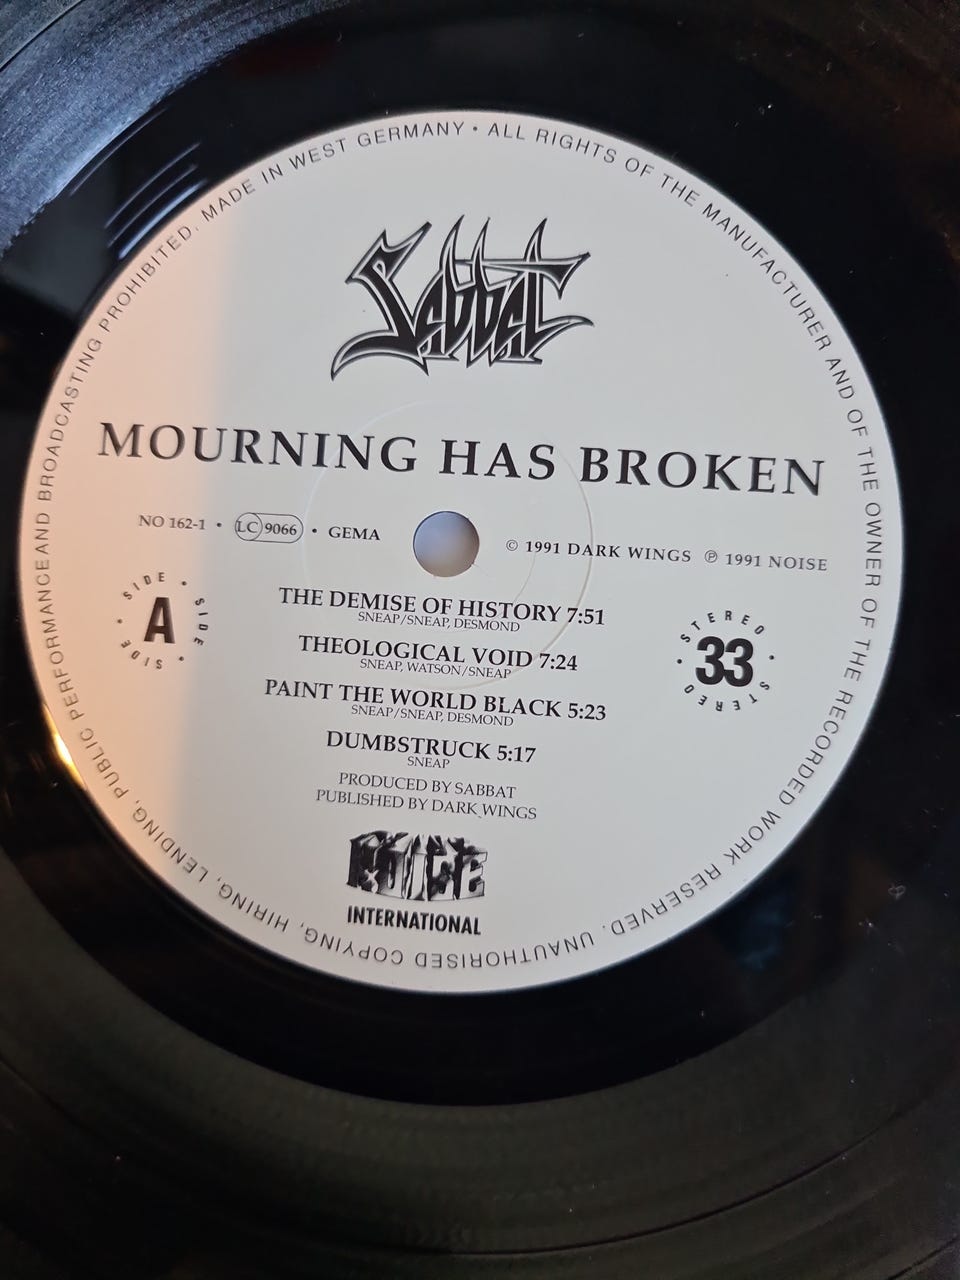 MADE IN WEST GERMANY • ALL RIGHTS OF THE MANUFACTURER AND OF THE OWNER OF THE RECORDED WORK RESERVED. UNAUTHORISED COPYING, HIRING, LENDING, PUBLIC PERFORMANCE AND BROADCASTING PROHIBITED.
Sabbat
MOURNING HAS BROKEN
NO 162-1 • LC 9066 • GEMA
© 1991 DARK WINGS ℗ 1991 NOISE
SIDE • SIDE • SIDE • SIDE •
A
STEREO • STEREO •
33
THE DEMISE OF HISTORY 7:51
SNEAP/SNEAP, DESMOND
THEOLOGICAL VOID 7:24
SNEAP, WATSON/SNEAP
PAINT THE WORLD BLACK 5:23
SNEAP/SNEAP, DESMOND
DUMBSTRUCK 5:17
SNEAP
PRODUCED BY SABBAT
PUBLISHED BY DARK WINGS
NOISE
INTERNATIONAL